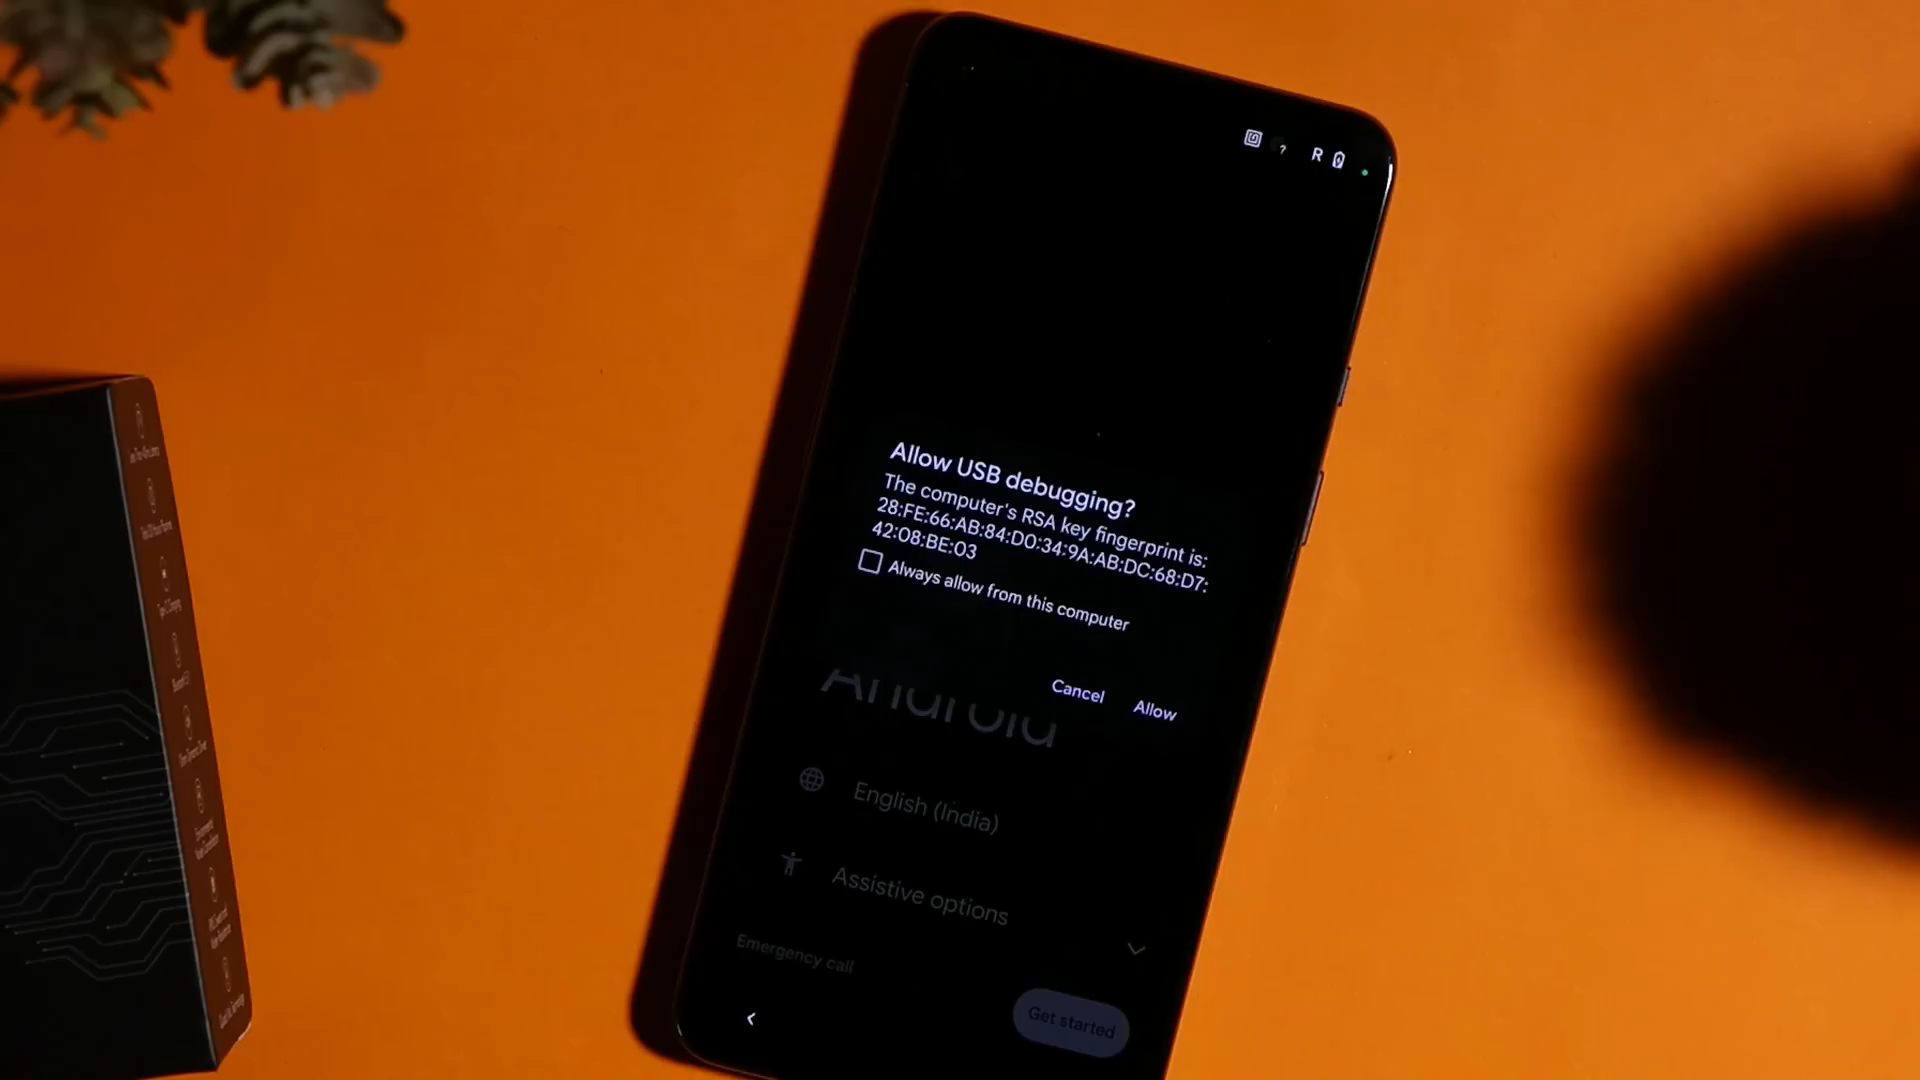 R
Allow USB debugging?
The computer's RSA key fingerprint is:
28:FE:66:AB:84:D0:34:9A:AB:DC:68:D7:
42:08:BE:03
Always allow from this computer
Cancel
Allow
Android
English (India)
Assistive options
Emergency call
Get started